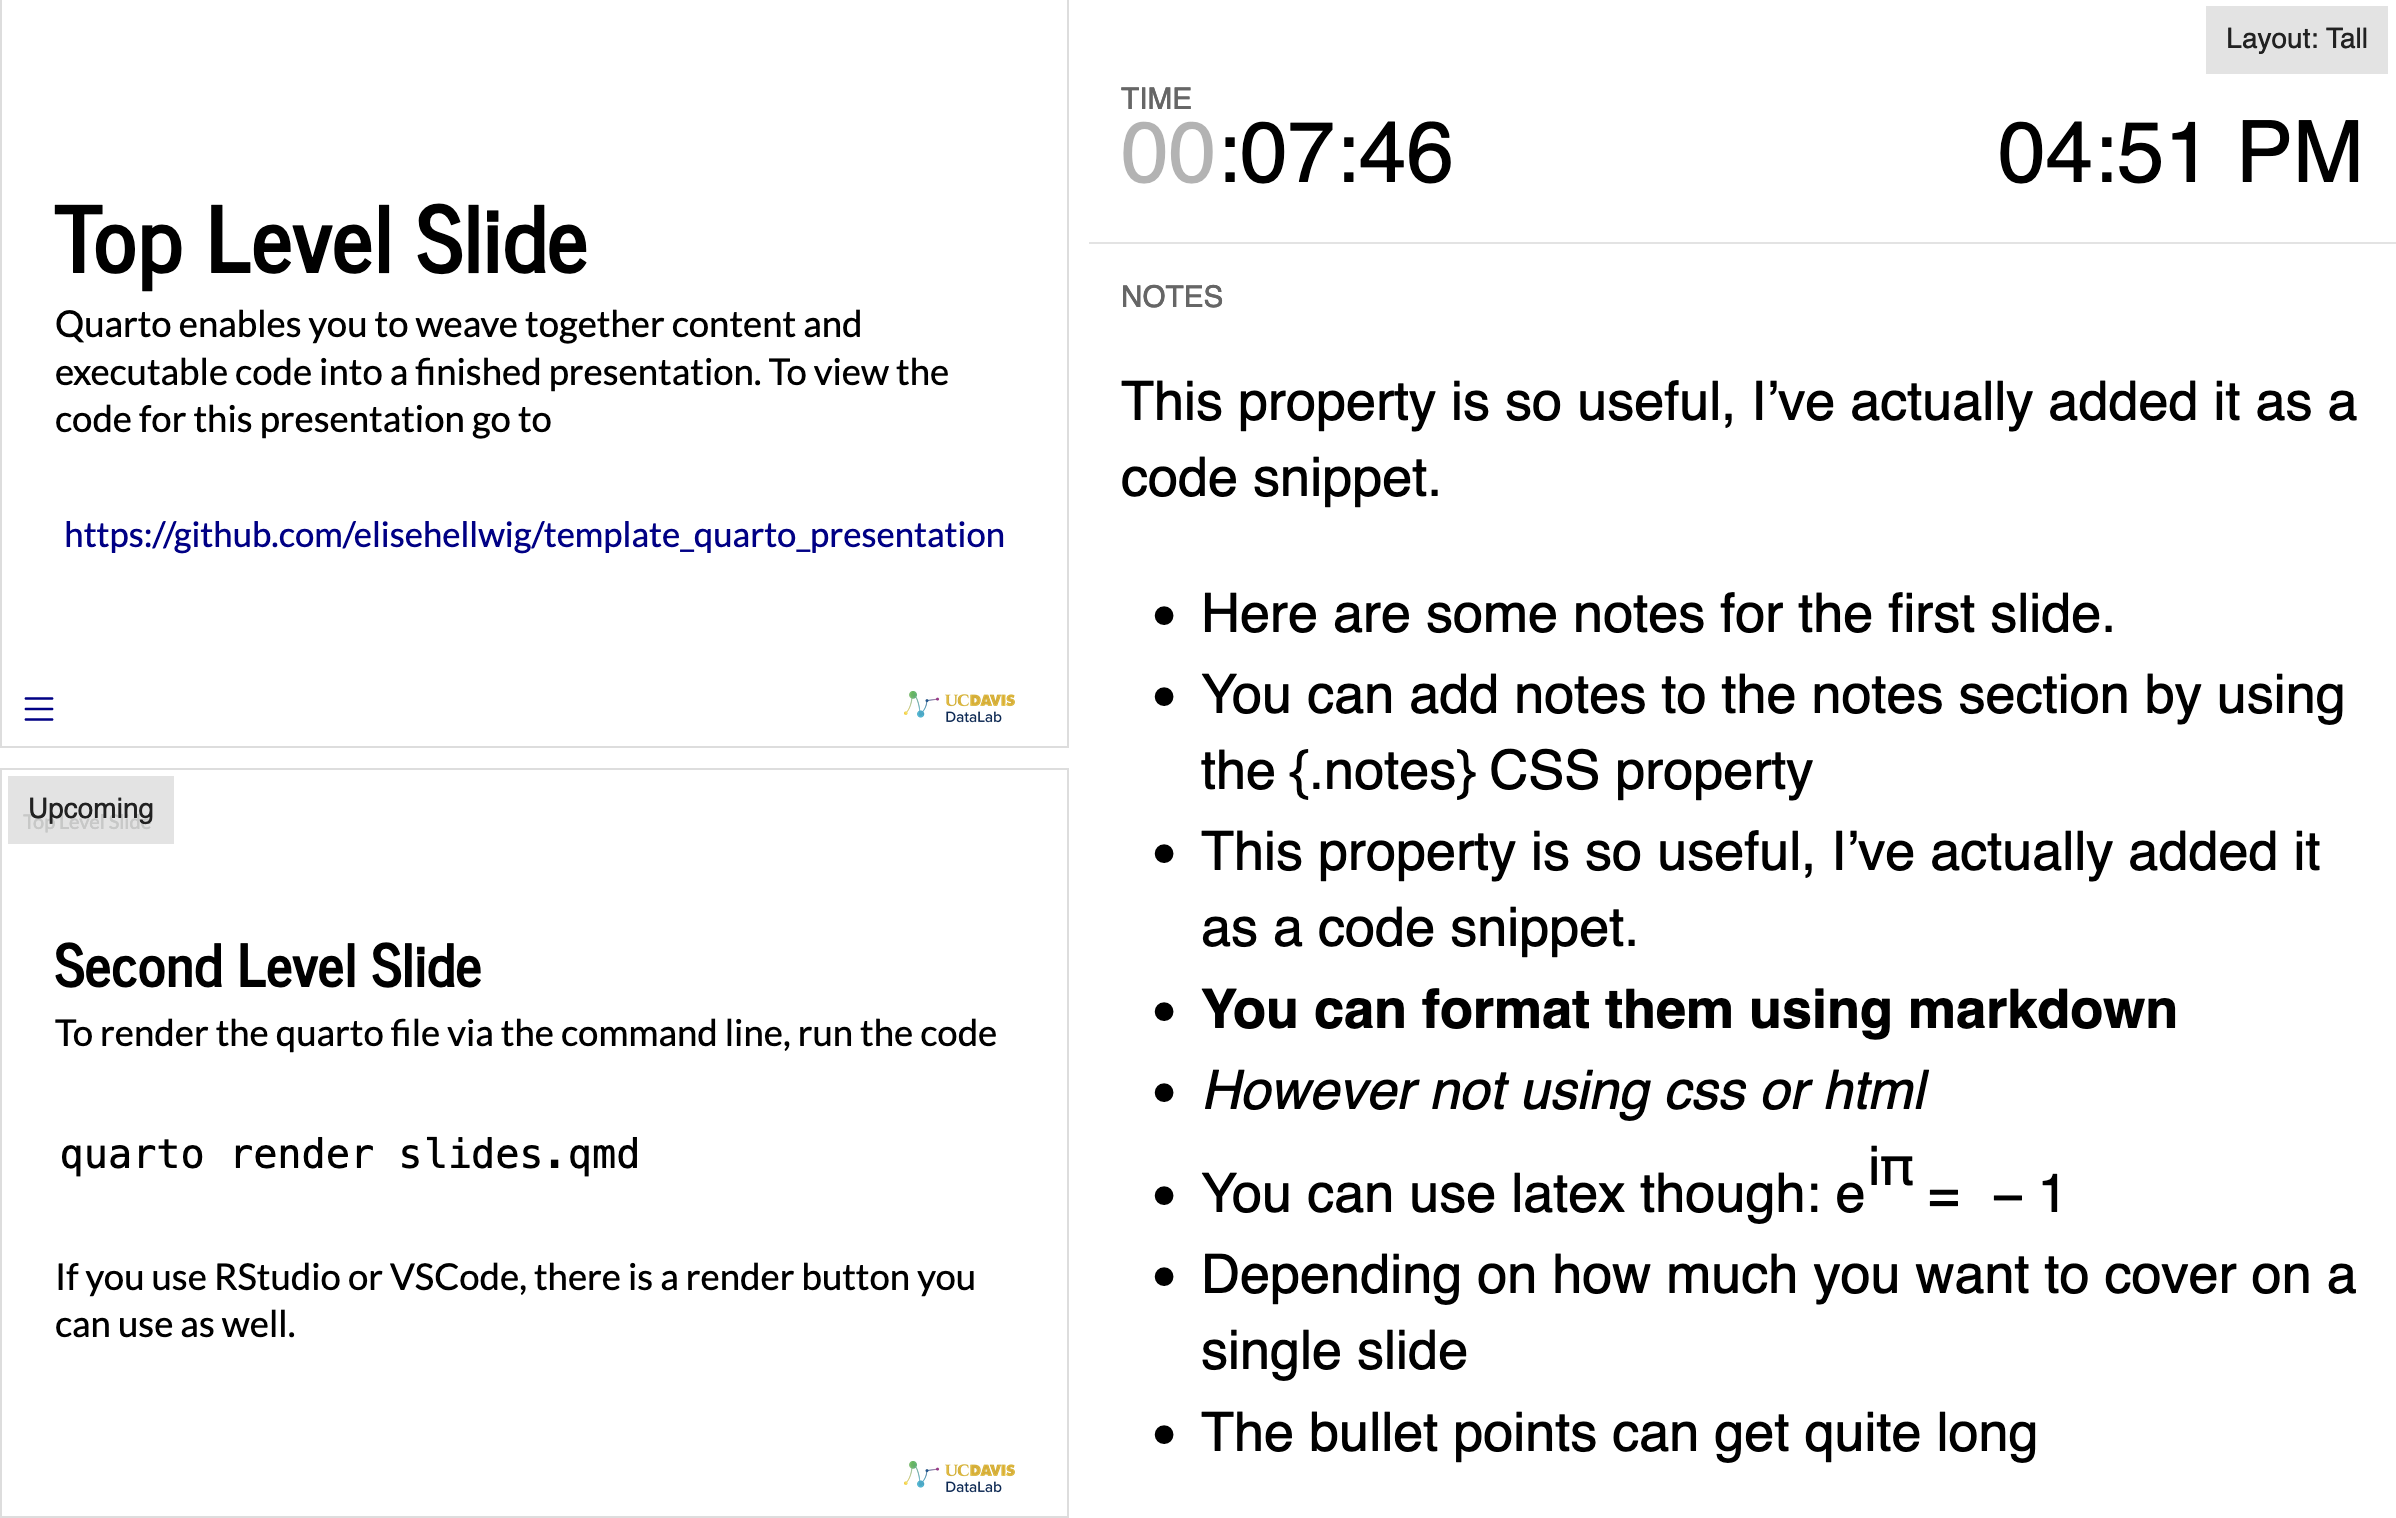 Top Level Slide
Quarto enables you to weave together content and
executable code into a finished presentation. To view the
code for this presentation go to
https://github.com/elisehellwig/template_quarto_presentation
UCDAVIS
DataLab
Upcoming
Top Level Slide
Second Level Slide
To render the quarto file via the command line, run the code
quarto render slides.qmd
If you use RStudio or VSCode, there is a render button you
can use as well.
UCDAVIS
DataLab
Layout: Tall
TIME
00:07:46
04:51 PM
NOTES
This property is so useful, I’ve actually added it as a
code snippet.
• Here are some notes for the first slide.
• You can add notes to the notes section by using
the {.notes} CSS property
• This property is so useful, I’ve actually added it
as a code snippet.
• You can format them using markdown
• However not using css or html
• You can use latex though: e^iπ = − 1
• Depending on how much you want to cover on a
single slide
• The bullet points can get quite long